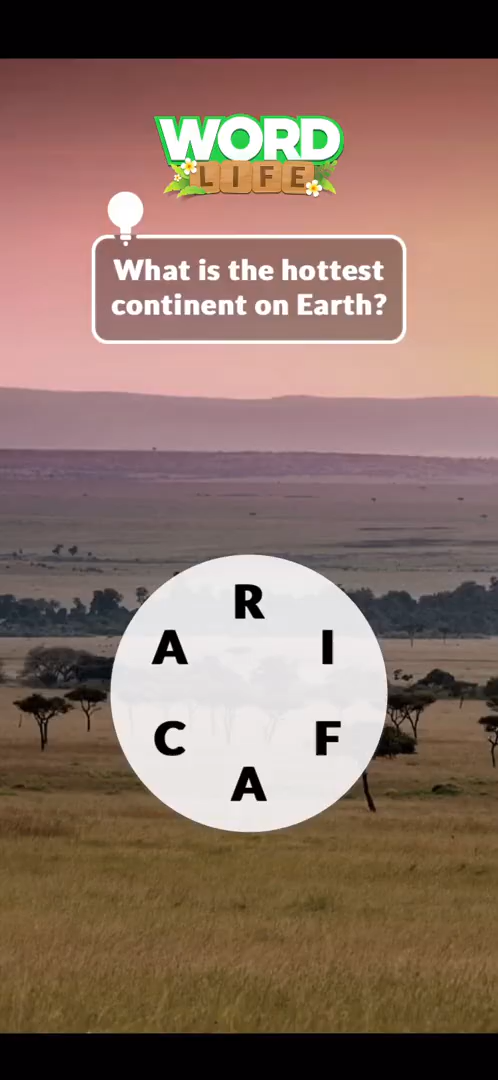 WORD
LIFE
What is the hottest
continent on Earth?
R
A I
C F
A